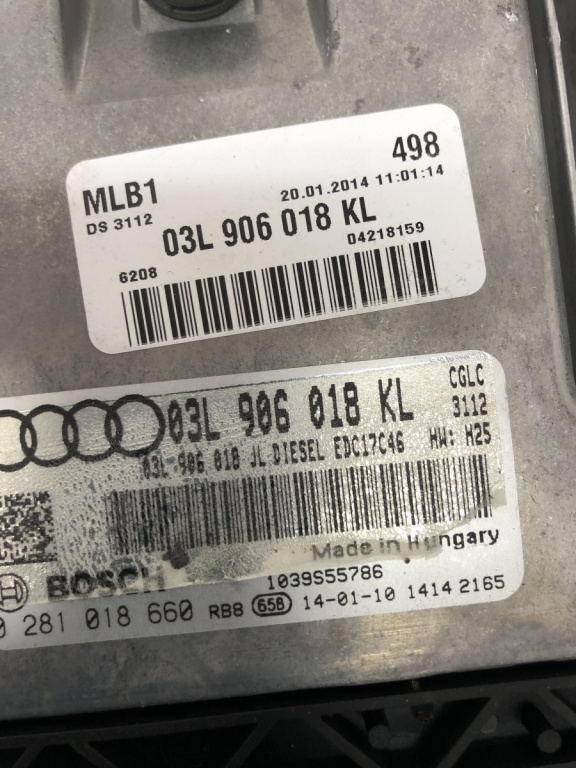 MLB1 498
DS 3112 20.01.2014 11:01:14
03L 906 018 KL
6208 04218159
03L 906 018 KL CGLC
03L 906 018 JL DIESEL EDC17C46 3112
HW: H25
Made in Hungary
BOSCH 1039S55786
0 281 018 660 RB8 658 14-01-10 1414 2165